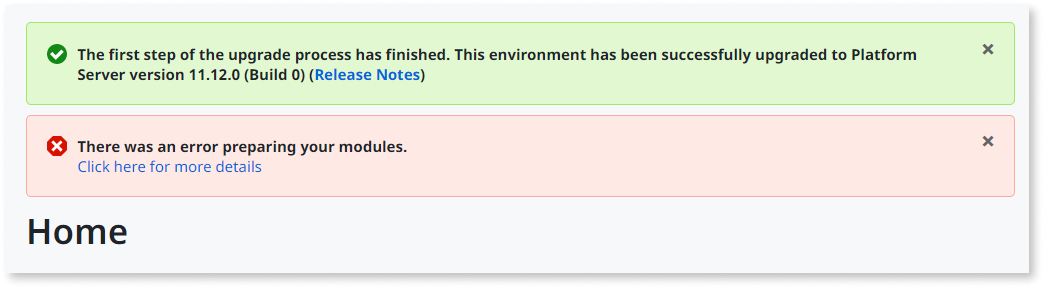 The first step of the upgrade process has finished. This environment has been successfully upgraded to Platform
Server version 11.12.0 (Build 0) (Release Notes)
There was an error preparing your modules.
Click here for more details
Home